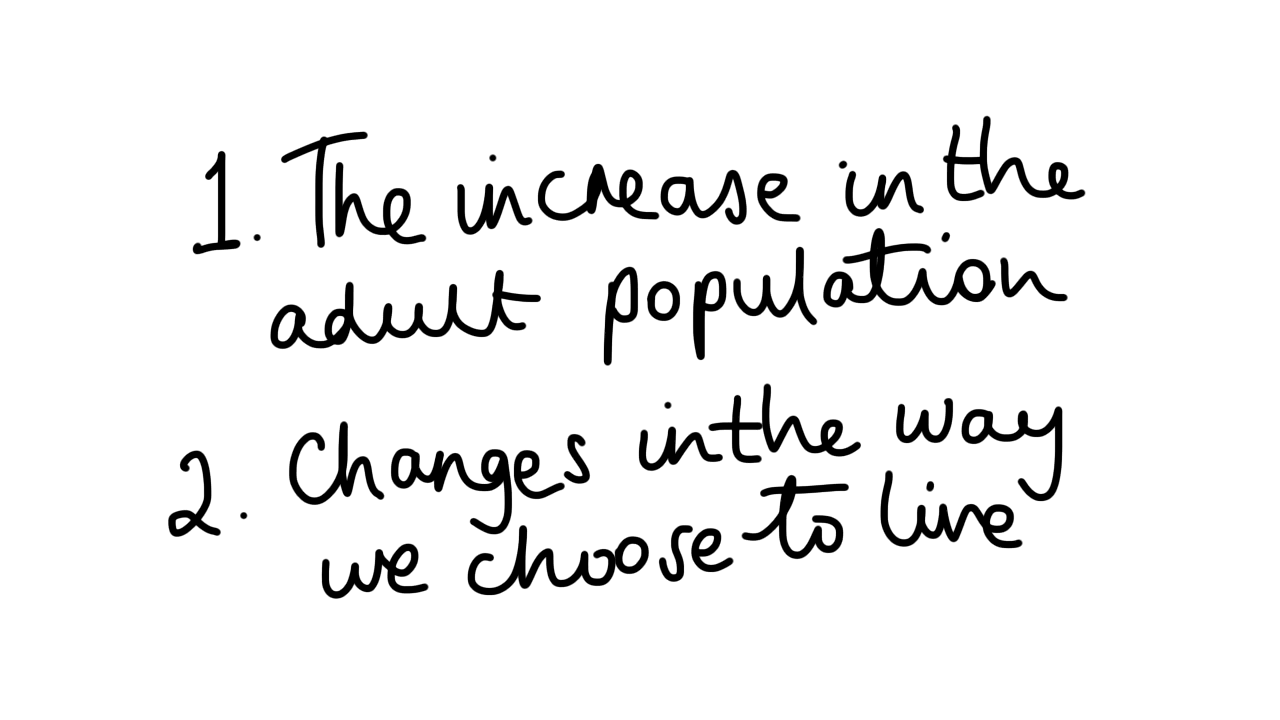 1. The increase in the
adult population
2. Changes in the way
we choose to live